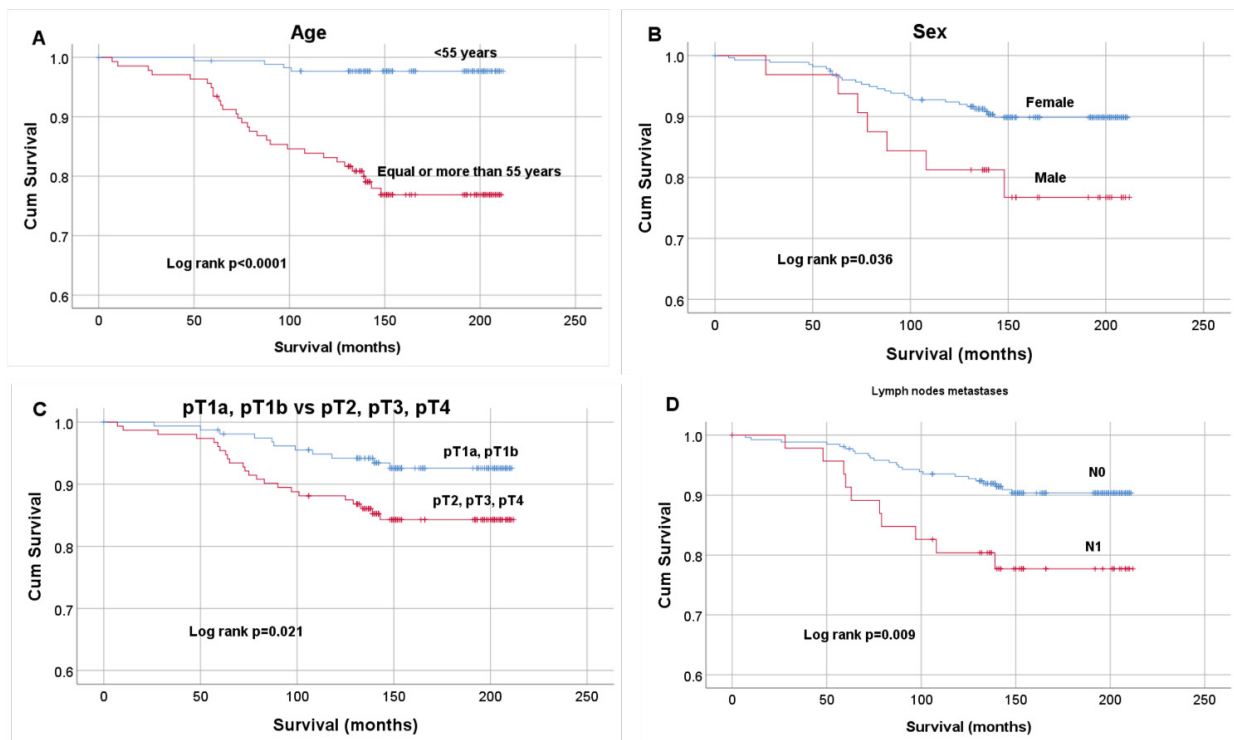 A
Age
<55 years
Equal or more than 55 years
Log rank p<0.0001
Cum Survival
1.0
0.9
0.8
0.7
0.6
0 50 100 150 200 250
Survival (months)
B
Sex
Female
Male
Log rank p=0.036
Cum Survival
1.0
0.9
0.8
0.7
0.6
0 50 100 150 200 250
Survival (months)
C
pT1a, pT1b vs pT2, pT3, pT4
pT1a, pT1b
pT2, pT3, pT4
Log rank p=0.021
Cum Survival
1.0
0.9
0.8
0.7
0.6
0 50 100 150 200 250
Survival (months)
D
Lymph nodes metastases
N0
N1
Log rank p=0.009
Cum Survival
1.0
0.9
0.8
0.7
0.6
0 50 100 150 200 250
Survival (months)